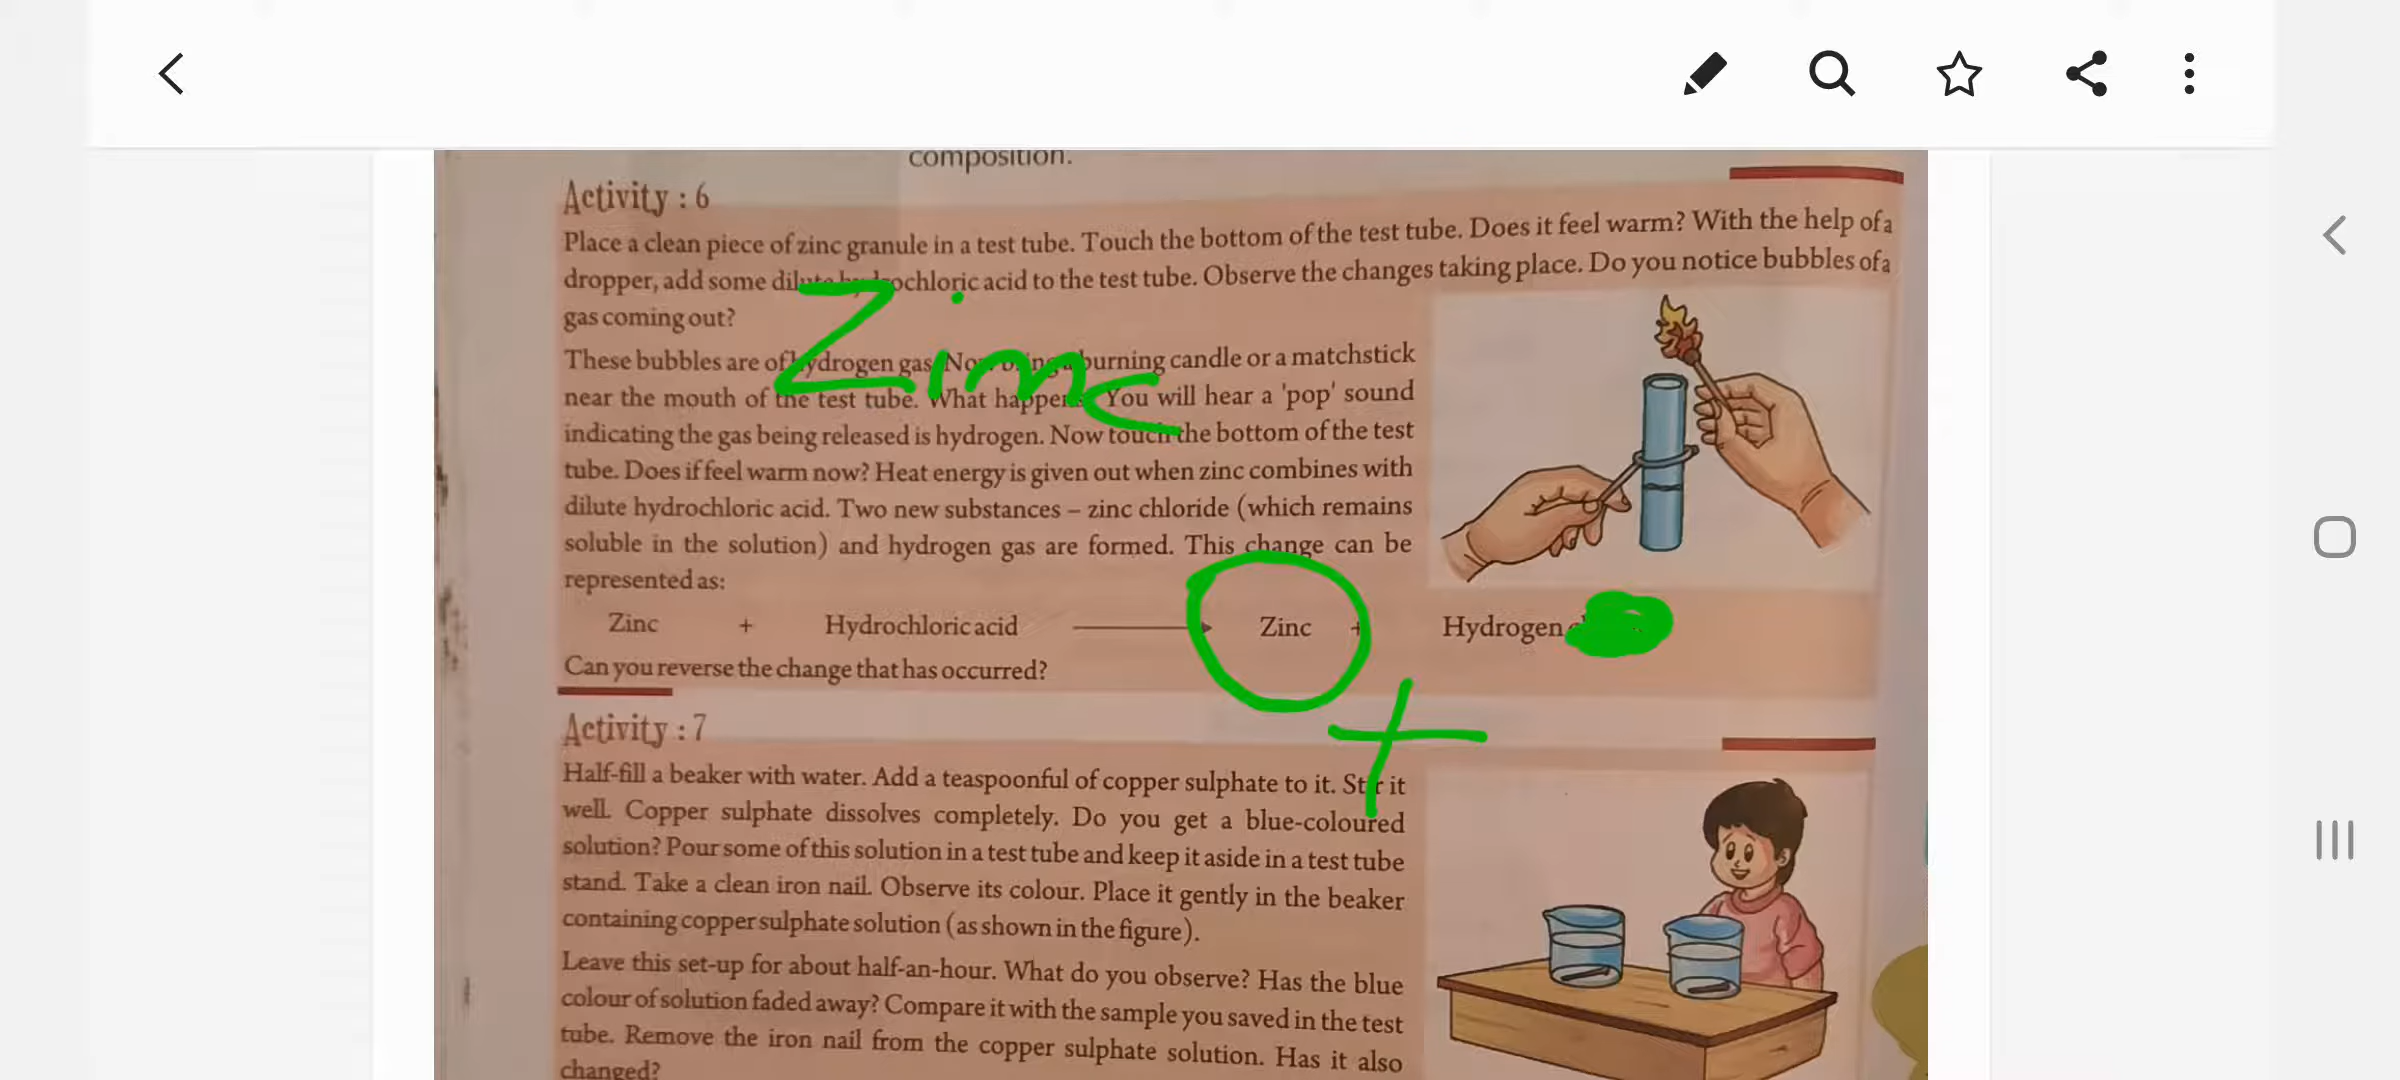 composition.
Activity : 6
Place a clean piece of zinc granule in a test tube. Touch the bottom of the test tube. Does it feel warm? With the help of a
dropper, add some dilute hydrochloric acid to the test tube. Observe the changes taking place. Do you notice bubbles of a
gas coming out?
Zinc
These bubbles are of hydrogen gas. Now bring a burning candle or a matchstick
near the mouth of the test tube. What happens? You will hear a 'pop' sound
indicating the gas being released is hydrogen. Now touch the bottom of the test
tube. Does if feel warm now? Heat energy is given out when zinc combines with
dilute hydrochloric acid. Two new substances – zinc chloride (which remains
soluble in the solution) and hydrogen gas are formed. This change can be
represented as:
Zinc + Hydrochloric acid → Zinc + Hydrogen
Can you reverse the change that has occurred?
+
Activity : 7
Half-fill a beaker with water. Add a teaspoonful of copper sulphate to it. Stir it
well. Copper sulphate dissolves completely. Do you get a blue-coloured
solution? Pour some of this solution in a test tube and keep it aside in a test tube
stand. Take a clean iron nail. Observe its colour. Place it gently in the beaker
containing copper sulphate solution (as shown in the figure).
Leave this set-up for about half-an-hour. What do you observe? Has the blue
colour of solution faded away? Compare it with the sample you saved in the test
tube. Remove the iron nail from the copper sulphate solution. Has it also
changed?